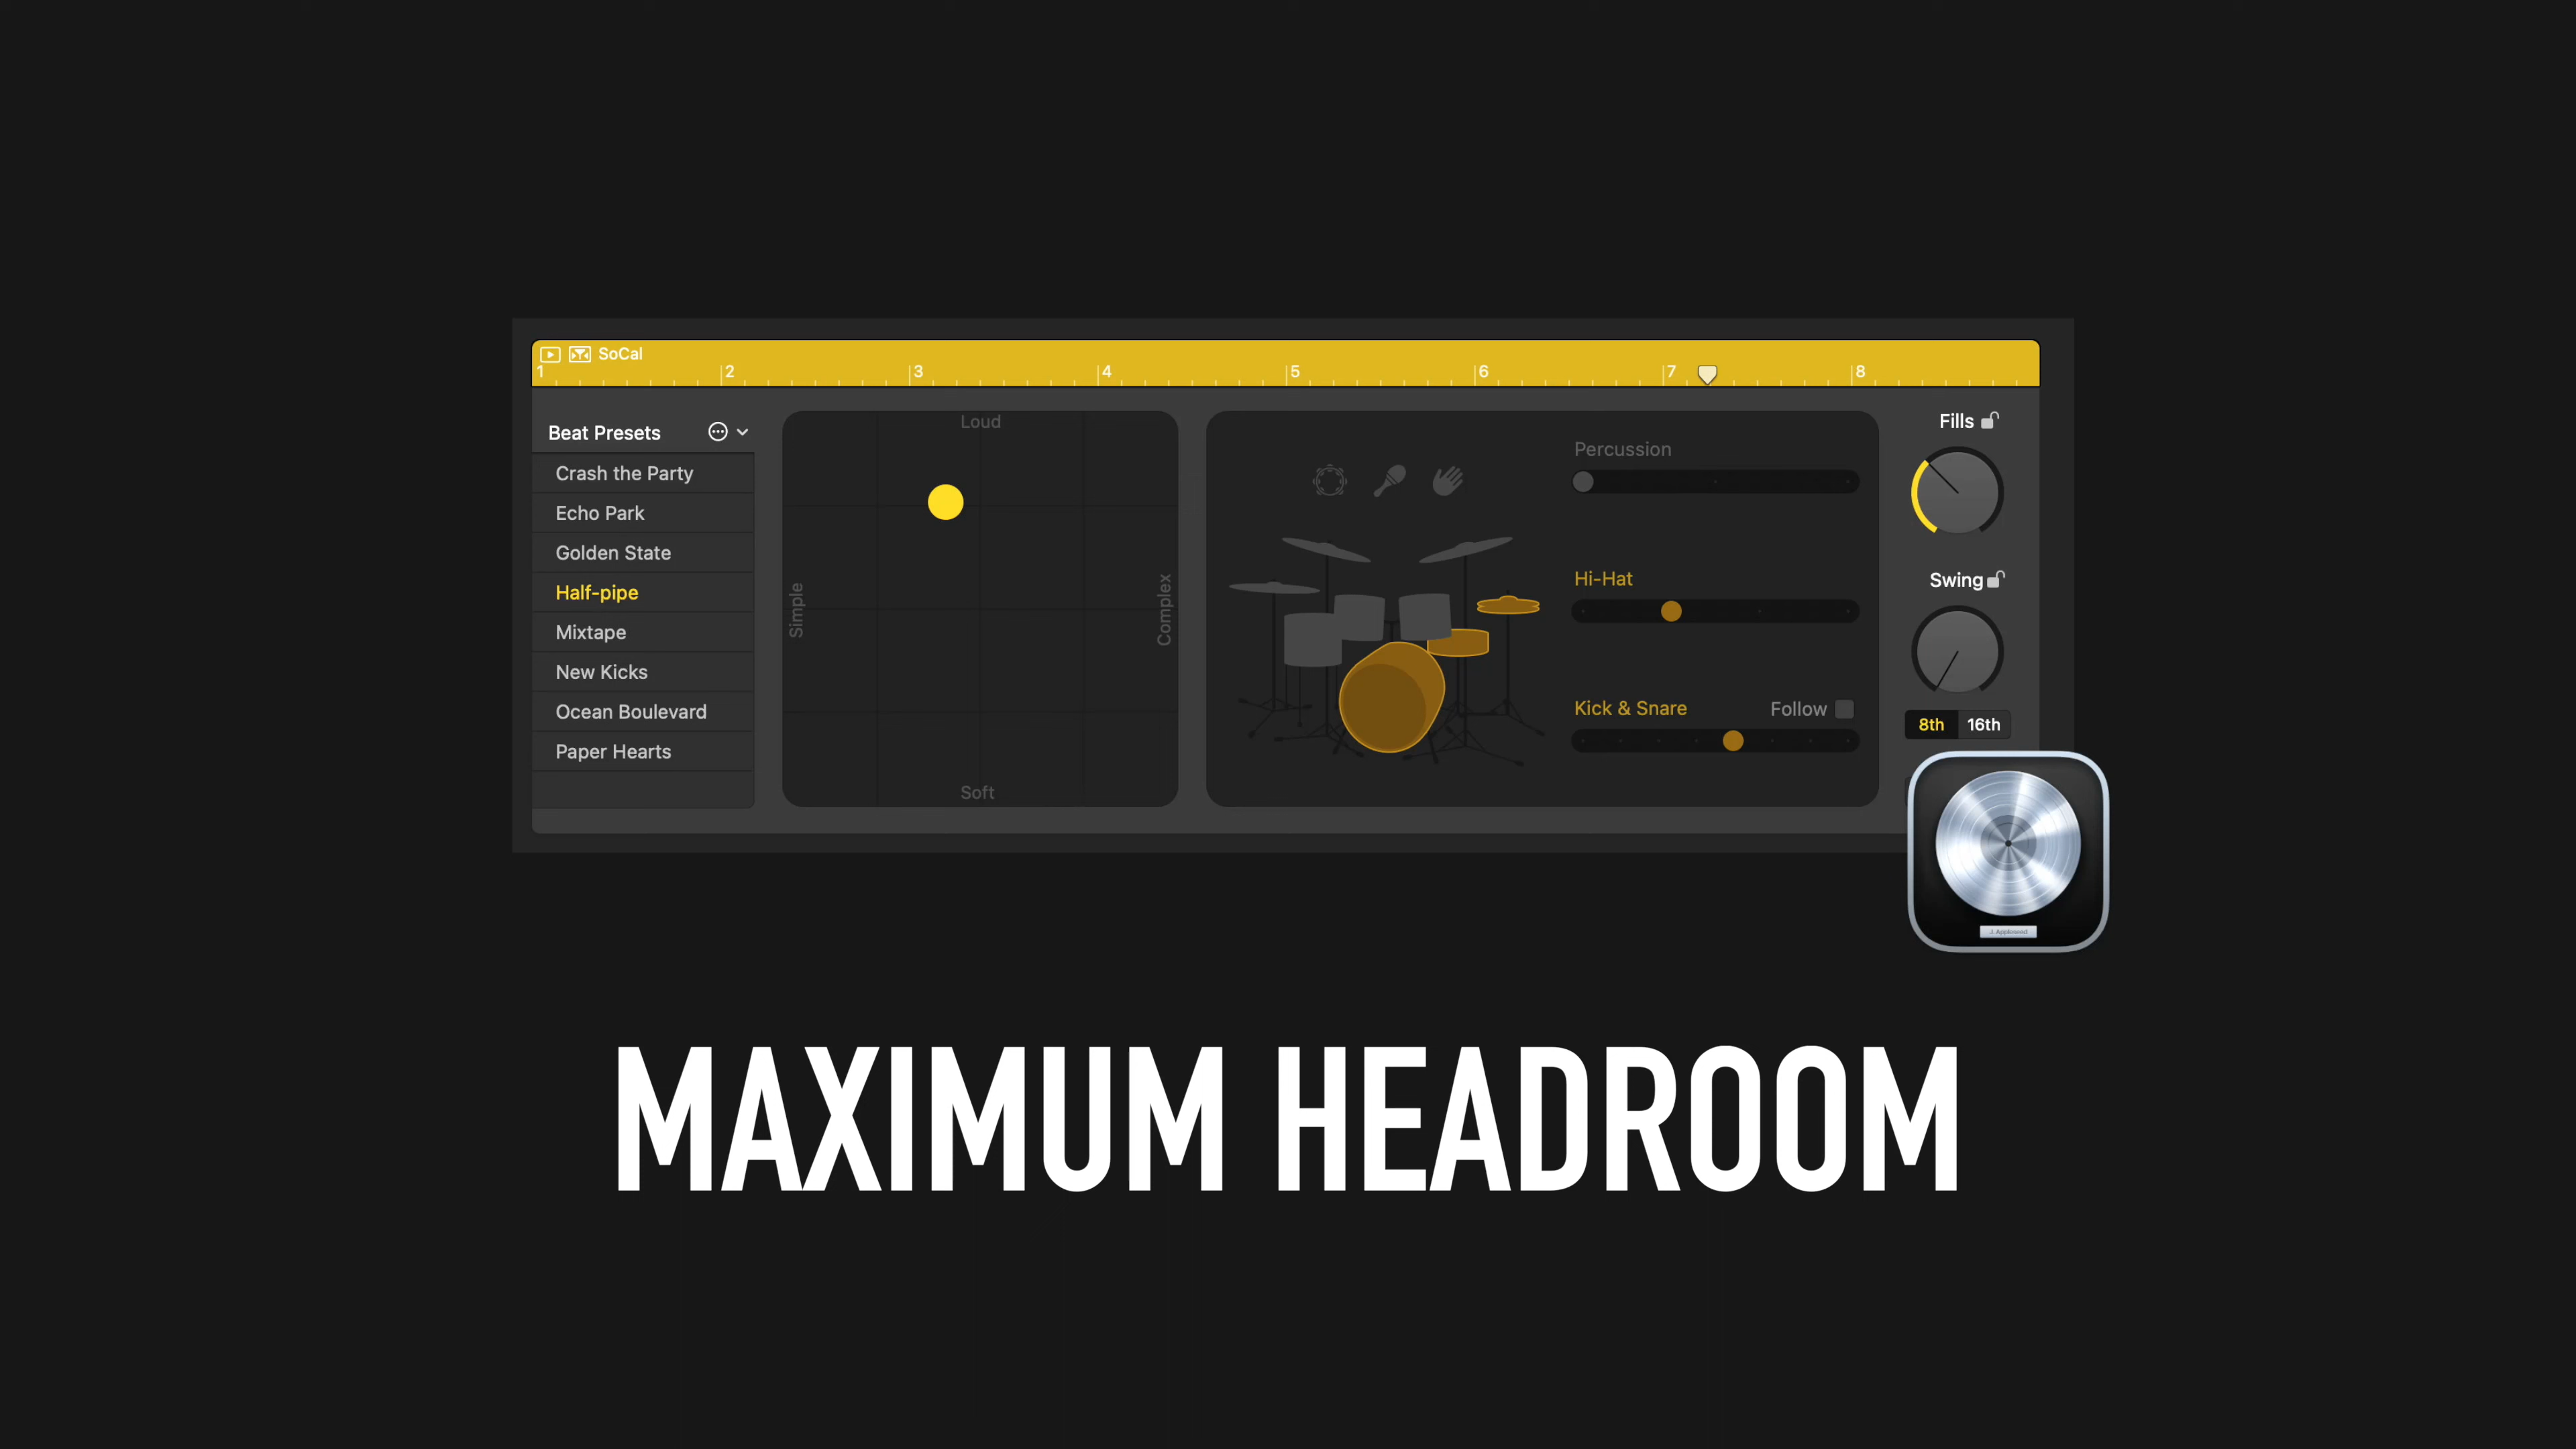 SoCal
1 2 3 4 5 6 7 8
Beat Presets
Crash the Party
Echo Park
Golden State
Half-pipe
Mixtape
New Kicks
Ocean Boulevard
Paper Hearts
Loud
Simple
Complex
Soft
Percussion
Hi-Hat
Kick & Snare Follow
Fills
Swing
8th 16th
J. Appleseed
MAXIMUM HEADROOM